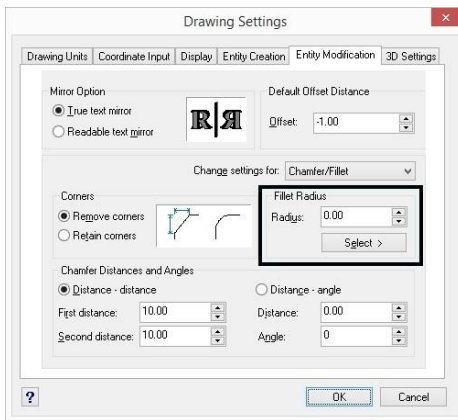 Drawing Settings
Drawing Units Coordinate Input Display Entity Creation Entity Modification 3D Settings
Mirror Option
True text mirror
Readable text mirror
R R
Default Offset Distance
Offset: -1.00
Change settings for: Chamfer/Fillet
Corners
Remove corners
Retain corners
Fillet Radius
Radius: 0.00
Select >
Chamfer Distances and Angles
Distance - distance
Distance - angle
First distance: 10.00
Distance: 0.00
Second distance: 10.00
Angle: 0
? OK Cancel